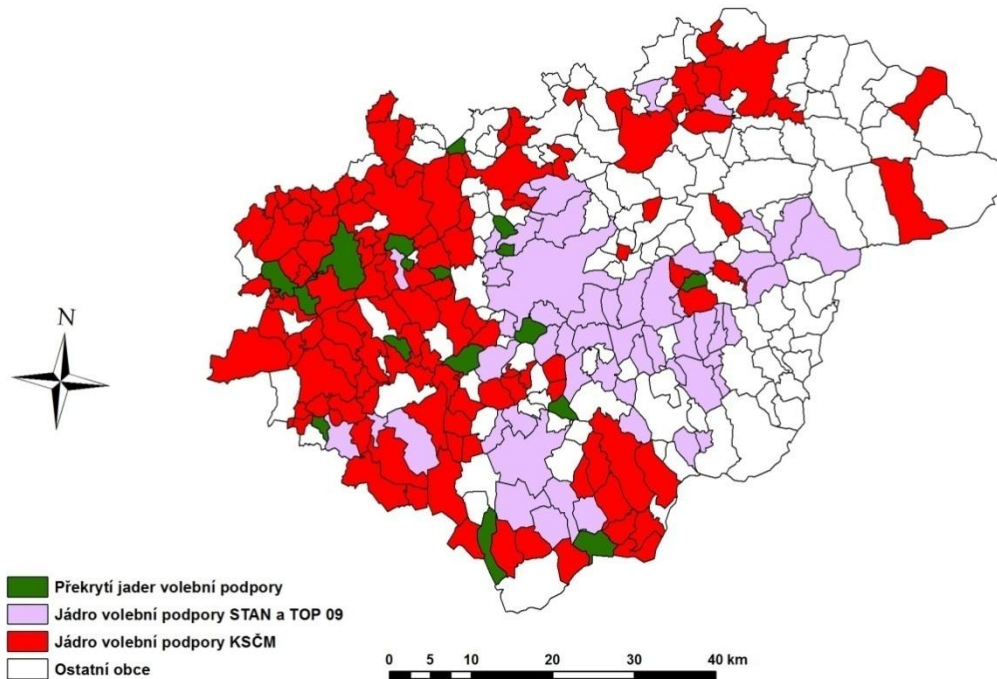 N
Překrytí jader volební podpory
Jádro volební podpory STAN a TOP 09
Jádro volební podpory KSČM
Ostatní obce
0 5 10 20 30 40 km